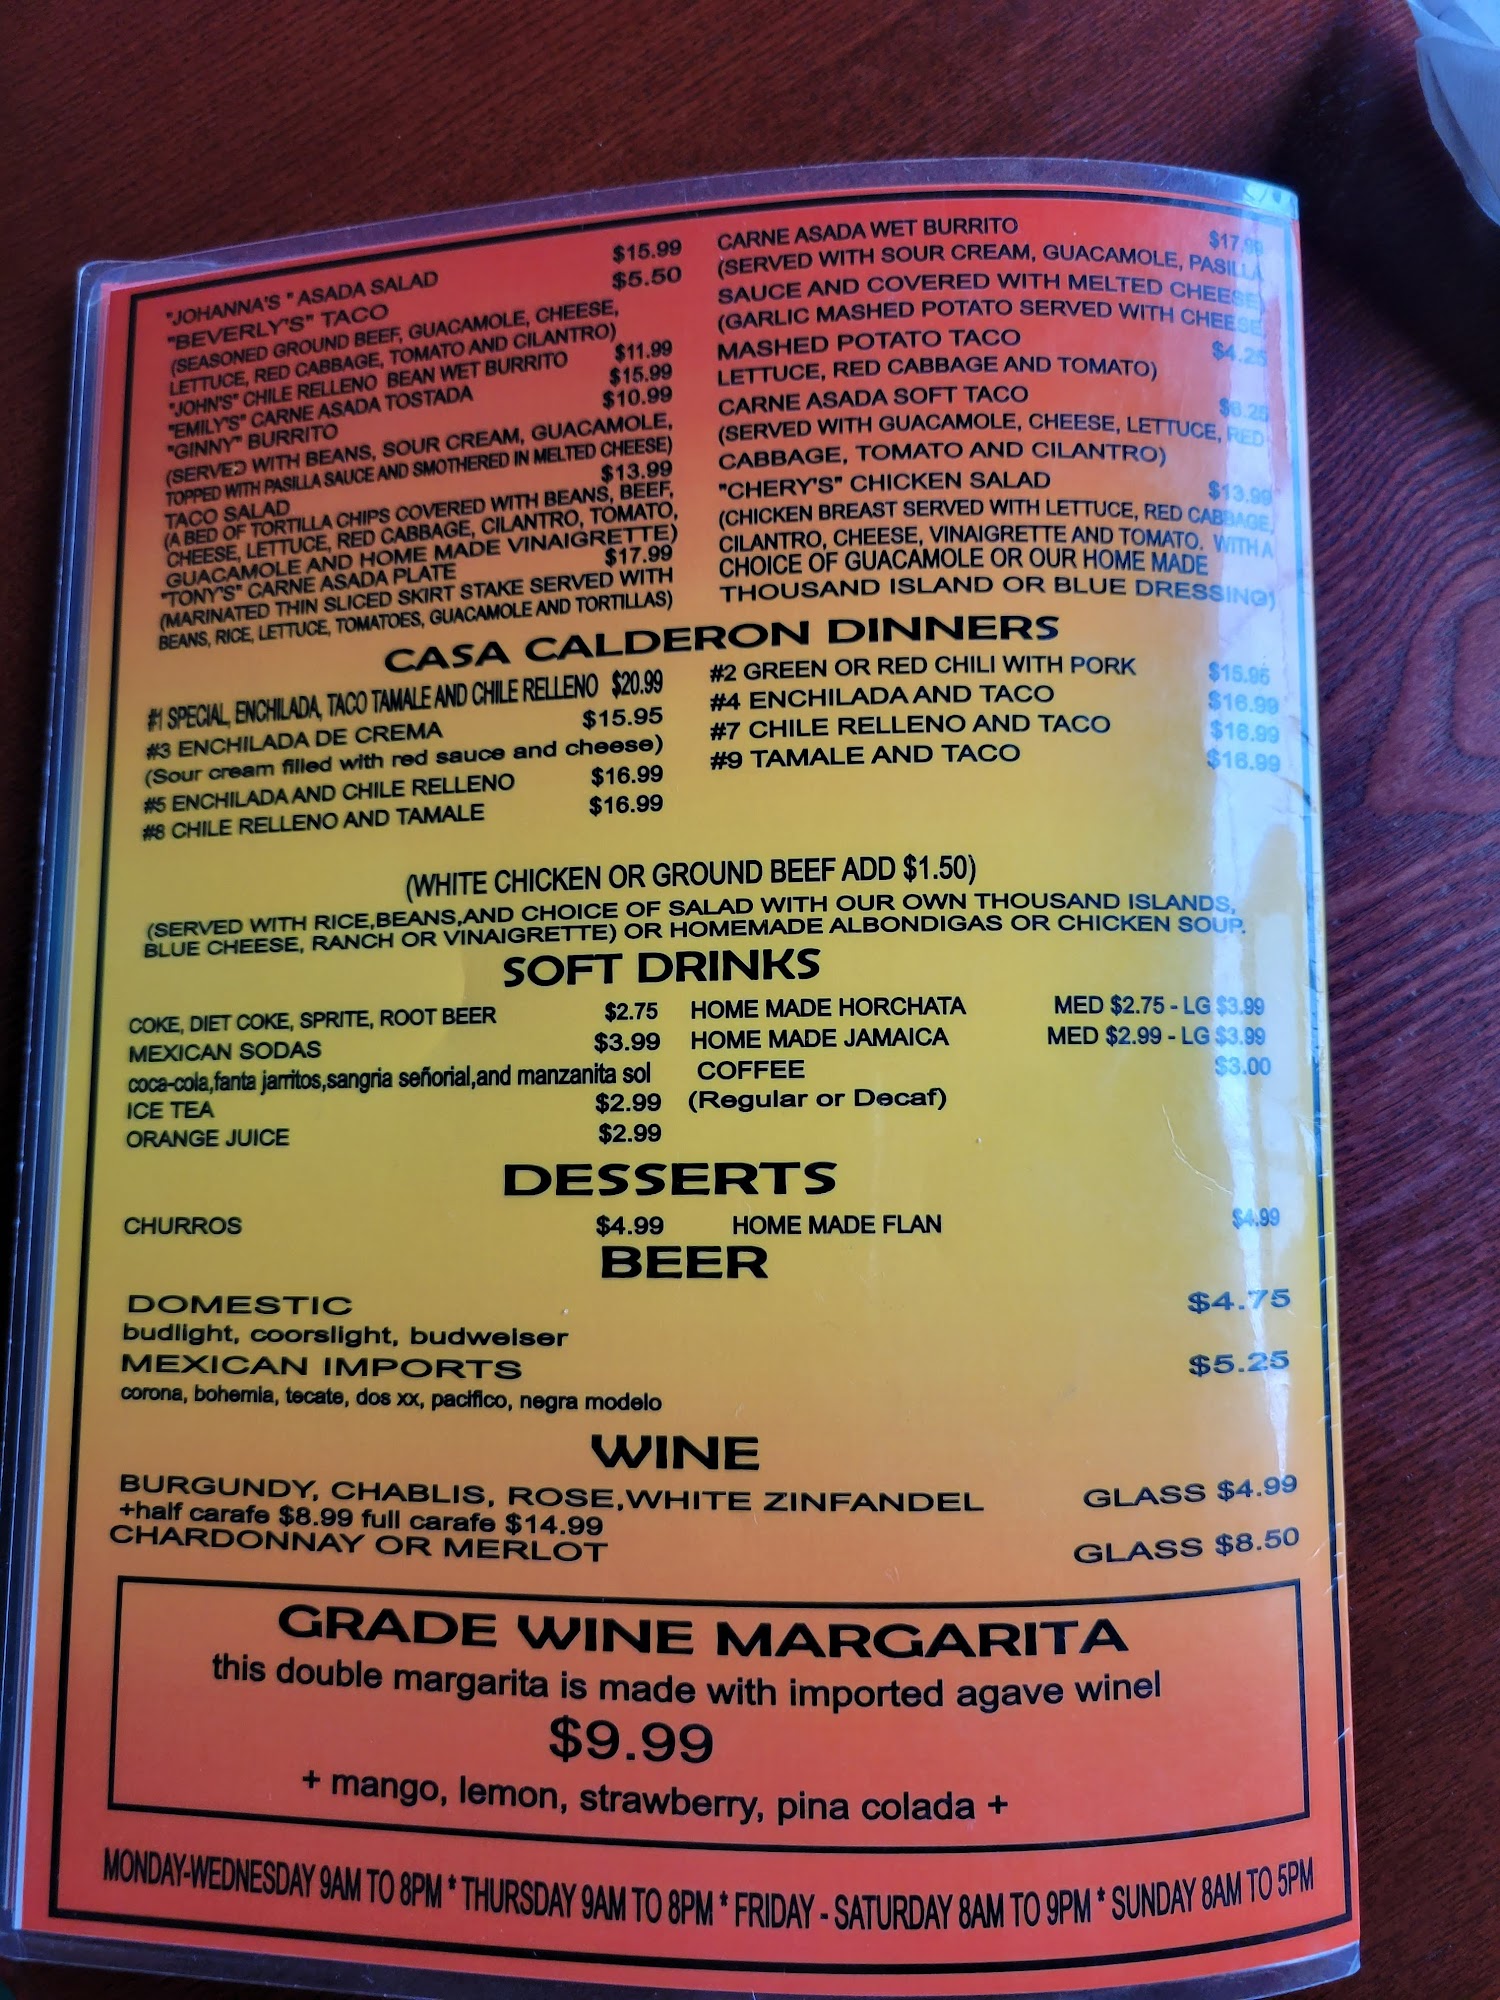 "JOHANNA'S " ASADA SALAD $15.99
"BEVERLY'S" TACO $5.50
(SEASONED GROUND BEEF, GUACAMOLE, CHEESE,
LETTUCE, RED CABBAGE, TOMATO AND CILANTRO)
"JOHN'S" CHILE RELLENO BEAN WET BURRITO $11.99
"EMILY'S" CARNE ASADA TOSTADA $15.99
"GINNY" BURRITO $10.99
(SERVED WITH BEANS, SOUR CREAM, GUACAMOLE,
TOPPED WITH PASILLA SAUCE AND SMOTHERED IN MELTED CHEESE)
TACO SALAD $13.99
(A BED OF TORTILLA CHIPS COVERED WITH BEANS, BEEF,
CHEESE, LETTUCE, RED CABBAGE, CILANTRO, TOMATO,
GUACAMOLE AND HOME MADE VINAIGRETTE)
"TONY'S" CARNE ASADA PLATE $17.99
(MARINATED THIN SLICED SKIRT STAKE SERVED WITH
BEANS, RICE, LETTUCE, TOMATOES, GUACAMOLE AND TORTILLAS)
CARNE ASADA WET BURRITO $17.99
(SERVED WITH SOUR CREAM, GUACAMOLE, PASILLA
SAUCE AND COVERED WITH MELTED CHEESE)
(GARLIC MASHED POTATO SERVED WITH CHEESE,
MASHED POTATO TACO $4.25
LETTUCE, RED CABBAGE AND TOMATO)
CARNE ASADA SOFT TACO
(SERVED WITH GUACAMOLE, CHEESE, LETTUCE, RED
CABBAGE, TOMATO AND CILANTRO)
"CHERY'S" CHICKEN SALAD $13.99
(CHICKEN BREAST SERVED WITH LETTUCE, RED CABBAGE,
CILANTRO, CHEESE, VINAIGRETTE AND TOMATO. WITH A
CHOICE OF GUACAMOLE OR OUR HOME MADE
THOUSAND ISLAND OR BLUE DRESSING)
CASA CALDERON DINNERS
#1 SPECIAL, ENCHILADA, TACO TAMALE AND CHILE RELLENO $20.99
#3 ENCHILADA DE CREMA $15.95
(Sour cream filled with red sauce and cheese)
#5 ENCHILADA AND CHILE RELLENO $16.99
#8 CHILE RELLENO AND TAMALE $16.99
#2 GREEN OR RED CHILI WITH PORK $15.95
#4 ENCHILADA AND TACO $16.99
#7 CHILE RELLENO AND TACO $16.99
#9 TAMALE AND TACO $16.99
(WHITE CHICKEN OR GROUND BEEF ADD $1.50)
(SERVED WITH RICE,BEANS,AND CHOICE OF SALAD WITH OUR OWN THOUSAND ISLANDS,
BLUE CHEESE, RANCH OR VINAIGRETTE) OR HOMEMADE ALBONDIGAS OR CHICKEN SOUP.
SOFT DRINKS
COKE, DIET COKE, SPRITE, ROOT BEER $2.75
MEXICAN SODAS $3.99
coca-cola,fanta jarritos,sangria señorial,and manzanita sol
ICE TEA $2.99
ORANGE JUICE $2.99
HOME MADE HORCHATA MED $2.75 - LG $3.99
HOME MADE JAMAICA MED $2.99 - LG $3.99
COFFEE $3.00
(Regular or Decaf)
DESSERTS
CHURROS $4.99 HOME MADE FLAN $4.99
BEER
DOMESTIC $4.75
budlight, coorslight, budweiser
MEXICAN IMPORTS $5.25
corona, bohemia, tecate, dos xx, pacifico, negra modelo
WINE
BURGUNDY, CHABLIS, ROSE,WHITE ZINFANDEL GLASS $4.99
+half carafe $8.99 full carafe $14.99
CHARDONNAY OR MERLOT GLASS $8.50
GRADE WINE MARGARITA
this double margarita is made with imported agave wine!
$9.99
+ mango, lemon, strawberry, pina colada +
MONDAY-WEDNESDAY 9AM TO 8PM * THURSDAY 9AM TO 8PM * FRIDAY - SATURDAY 8AM TO 9PM * SUNDAY 8AM TO 5PM